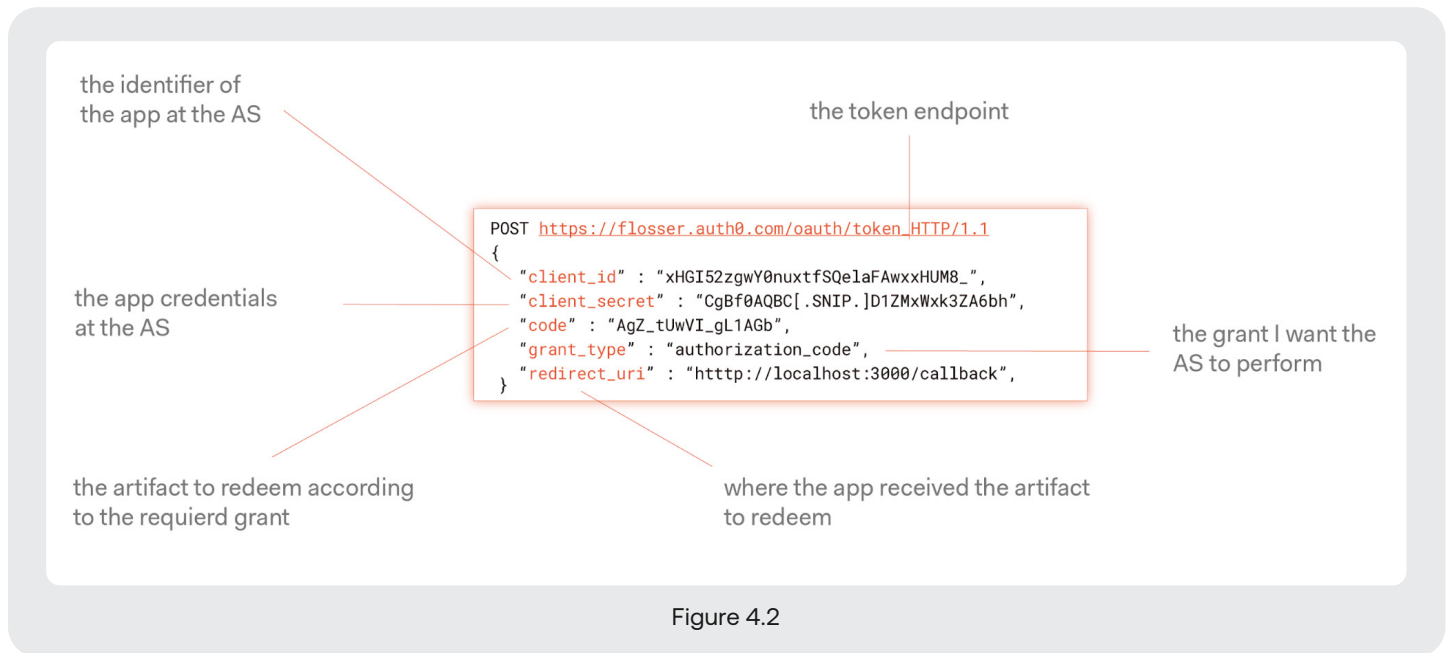 the identifier of
the app at the AS
the token endpoint
POST https://flosser.auth0.com/oauth/token_HTTP/1.1
{
“client_id” : “xHGI52zgwY0nuxtfSQelaFAwxxHUM8_”,
“client_secret” : “CgBf0AQBC[.SNIP.]D1ZMxWxk3ZA6bh”,
“code” : “AgZ_tUwVI_gL1AGb”,
“grant_type” : “authorization_code”,
“redirect_uri” : “htttp://localhost:3000/callback”,
}
the app credentials
at the AS
the grant I want the
AS to perform
the artifact to redeem according
to the requierd grant
where the app received the artifact
to redeem
Figure 4.2